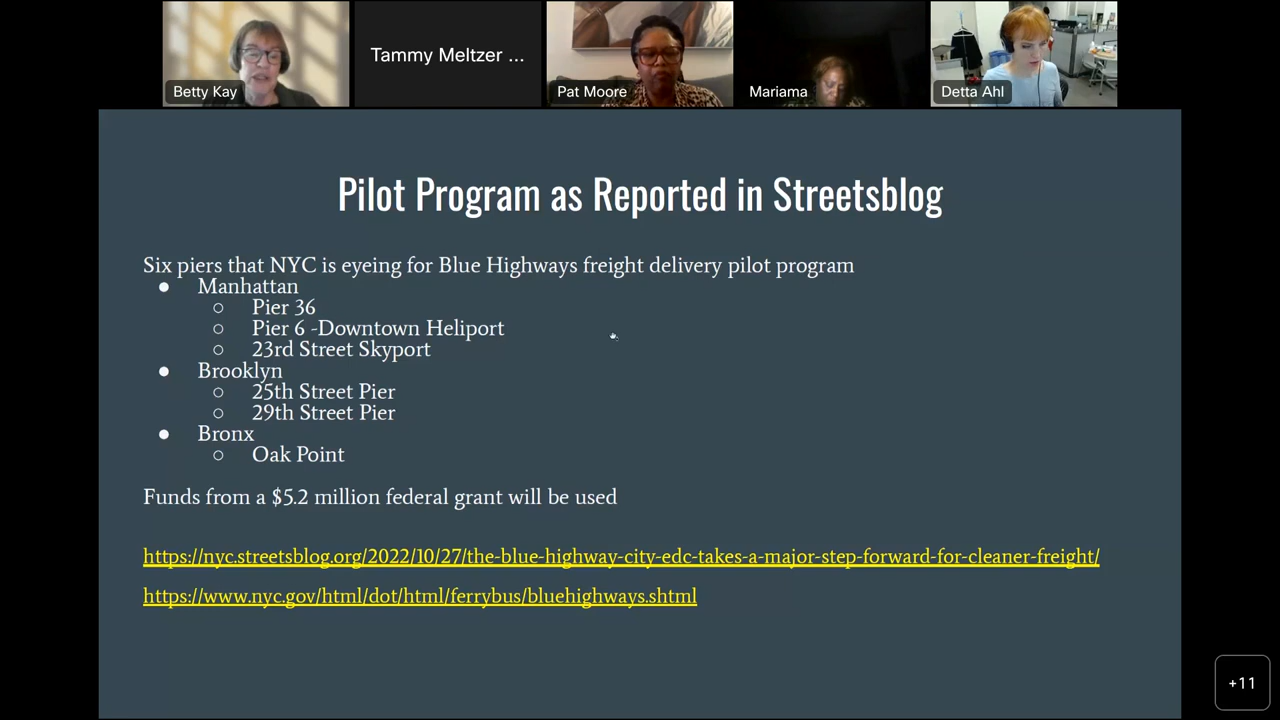 Betty Kay
Tammy Meltzer ...
Pat Moore
Mariama
Detta Ahl
Pilot Program as Reported in Streetsblog
Six piers that NYC is eyeing for Blue Highways freight delivery pilot program
● Manhattan
○ Pier 36
○ Pier 6 -Downtown Heliport
○ 23rd Street Skyport
● Brooklyn
○ 25th Street Pier
○ 29th Street Pier
● Bronx
○ Oak Point
Funds from a $5.2 million federal grant will be used
https://nyc.streetsblog.org/2022/10/27/the-blue-highway-city-edc-takes-a-major-step-forward-for-cleaner-freight/
https://www.nyc.gov/html/dot/html/ferrybus/bluehighways.shtml
+11